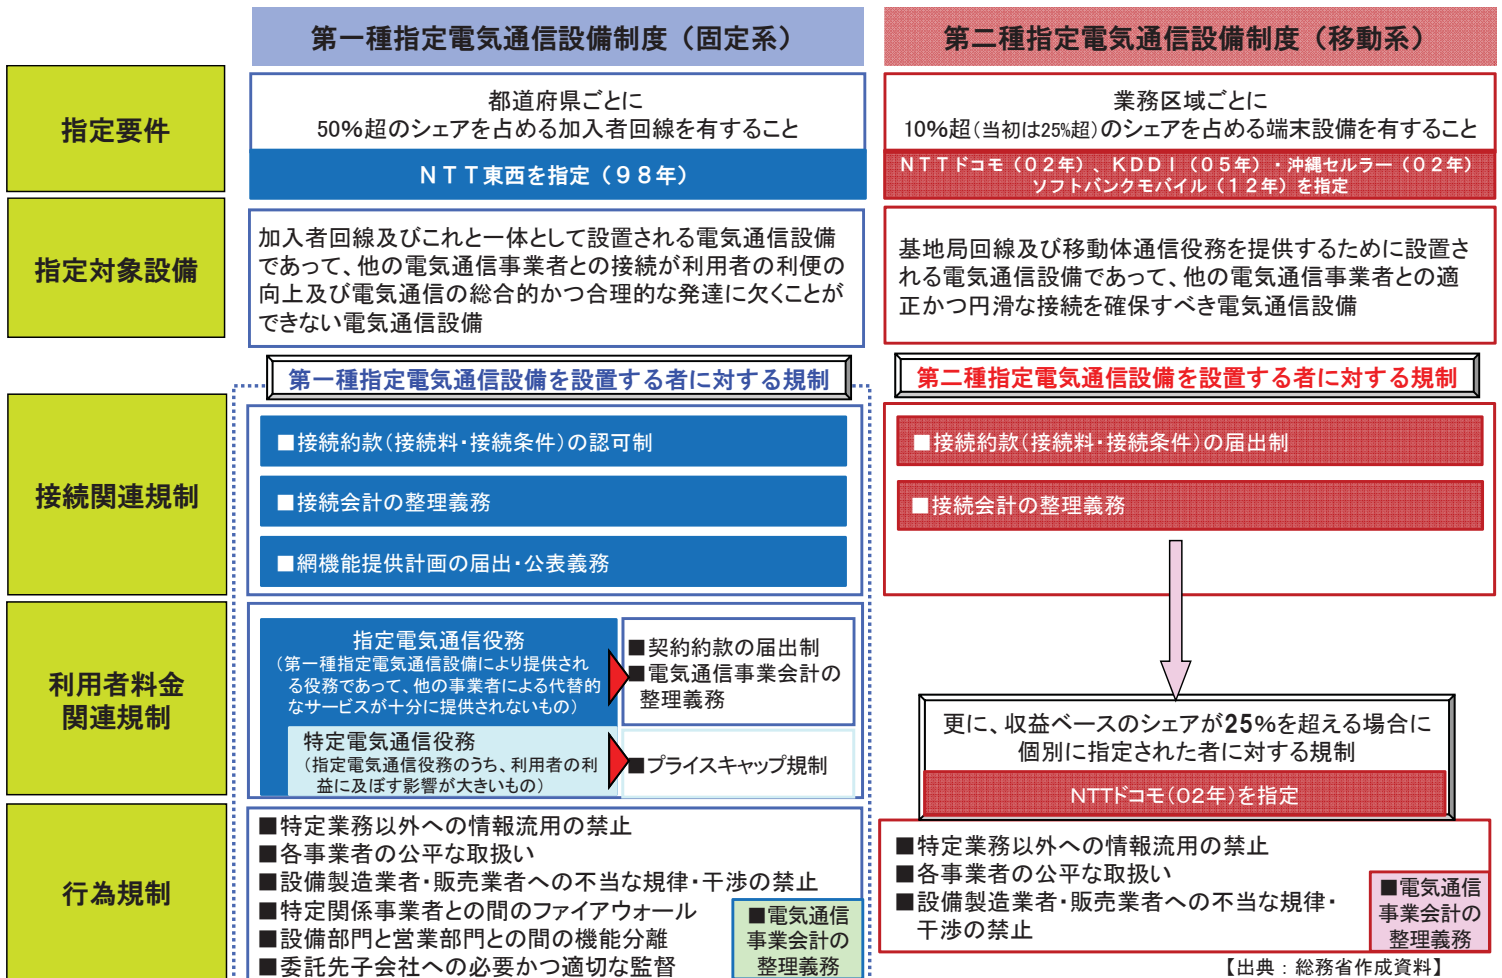 第一種指定電気通信設備制度（固定系）
第二種指定電気通信設備制度（移動系）
指定要件
都道府県ごとに
50%超のシェアを占める加入者回線を有すること
NTT東西を指定（98年）
業務区域ごとに
10%超(当初は25%超)のシェアを占める端末設備を有すること
NTTドコモ（02年）、KDDI（05年）・沖縄セルラー（02年）
ソフトバンクモバイル（12年）を指定
指定対象設備
加入者回線及びこれと一体として設置される電気通信設備
であって、他の電気通信事業者との接続が利用者の利便の
向上及び電気通信の総合的かつ合理的な発達に欠くことが
できない電気通信設備
基地局回線及び移動体通信役務を提供するために設置さ
れる電気通信設備であって、他の電気通信事業者との適
正かつ円滑な接続を確保すべき電気通信設備
第一種指定電気通信設備を設置する者に対する規制
第二種指定電気通信設備を設置する者に対する規制
接続関連規制
■接続約款(接続料・接続条件)の認可制
■接続会計の整理義務
■網機能提供計画の届出・公表義務
■接続約款(接続料・接続条件)の届出制
■接続会計の整理義務
利用者料金
関連規制
指定電気通信役務
(第一種指定電気通信設備により提供され
る役務であって、他の事業者による代替的
なサービスが十分に提供されないもの)
■契約約款の届出制
■電気通信事業会計の
整理義務
特定電気通信役務
(指定電気通信役務のうち、利用者の利
益に及ぼす影響が大きいもの)
■プライスキャップ規制
更に、収益ベースのシェアが25%を超える場合に
個別に指定された者に対する規制
NTTドコモ(02年)を指定
行為規制
■特定業務以外への情報流用の禁止
■各事業者の公平な取扱い
■設備製造業者・販売業者への不当な規律・干渉の禁止
■特定関係事業者との間のファイアウォール
■設備部門と営業部門との間の機能分離
■委託先子会社への必要かつ適切な監督
■電気通信
事業会計の
整理義務
■特定業務以外への情報流用の禁止
■各事業者の公平な取扱い
■設備製造業者・販売業者への不当な規律・
干渉の禁止
■電気通信
事業会計の
整理義務
【出典：総務省作成資料】